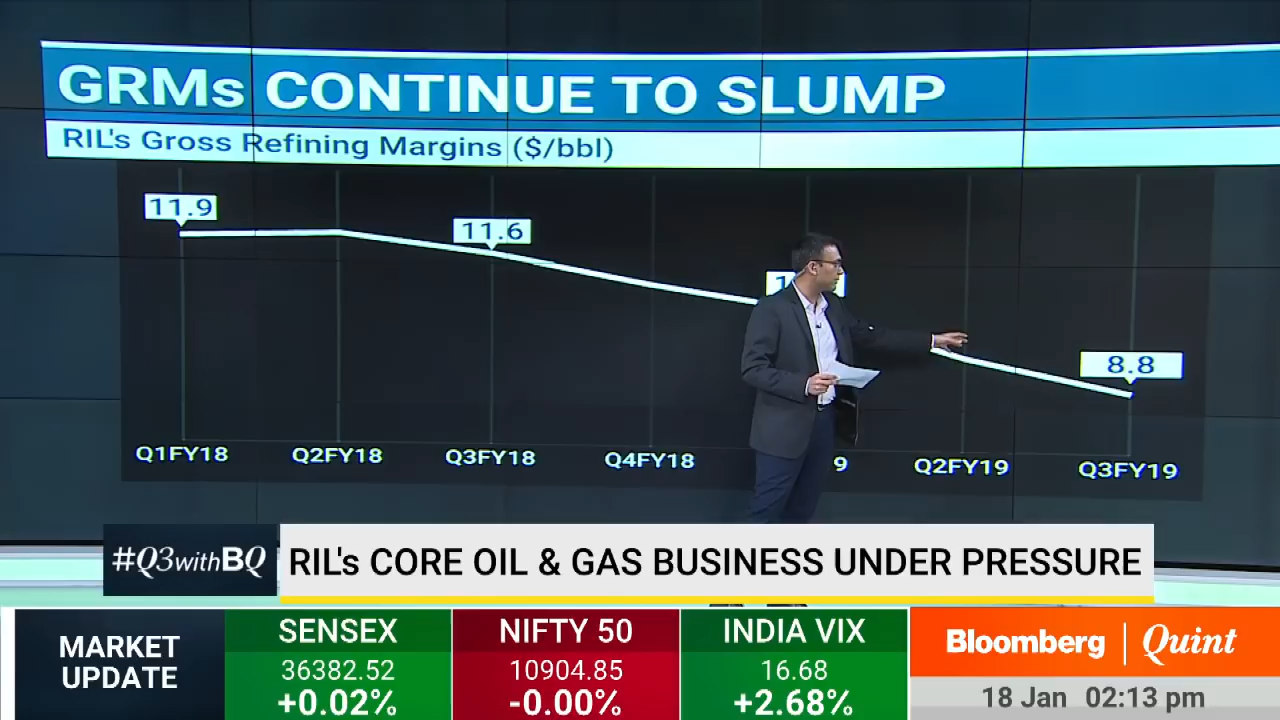 GRMs CONTINUE TO SLUMP
RIL's Gross Refining Margins ($/bbl)
11.9
11.6
8.8
Q1FY18
Q2FY18
Q3FY18
Q4FY18
Q2FY19
Q3FY19
#Q3withBQ
RIL's CORE OIL & GAS BUSINESS UNDER PRESSURE
MARKET
UPDATE
SENSEX
36382.52
+0.02%
NIFTY 50
10904.85
-0.00%
INDIA VIX
16.68
+2.68%
Bloomberg | Quint
18 Jan 02:13 pm